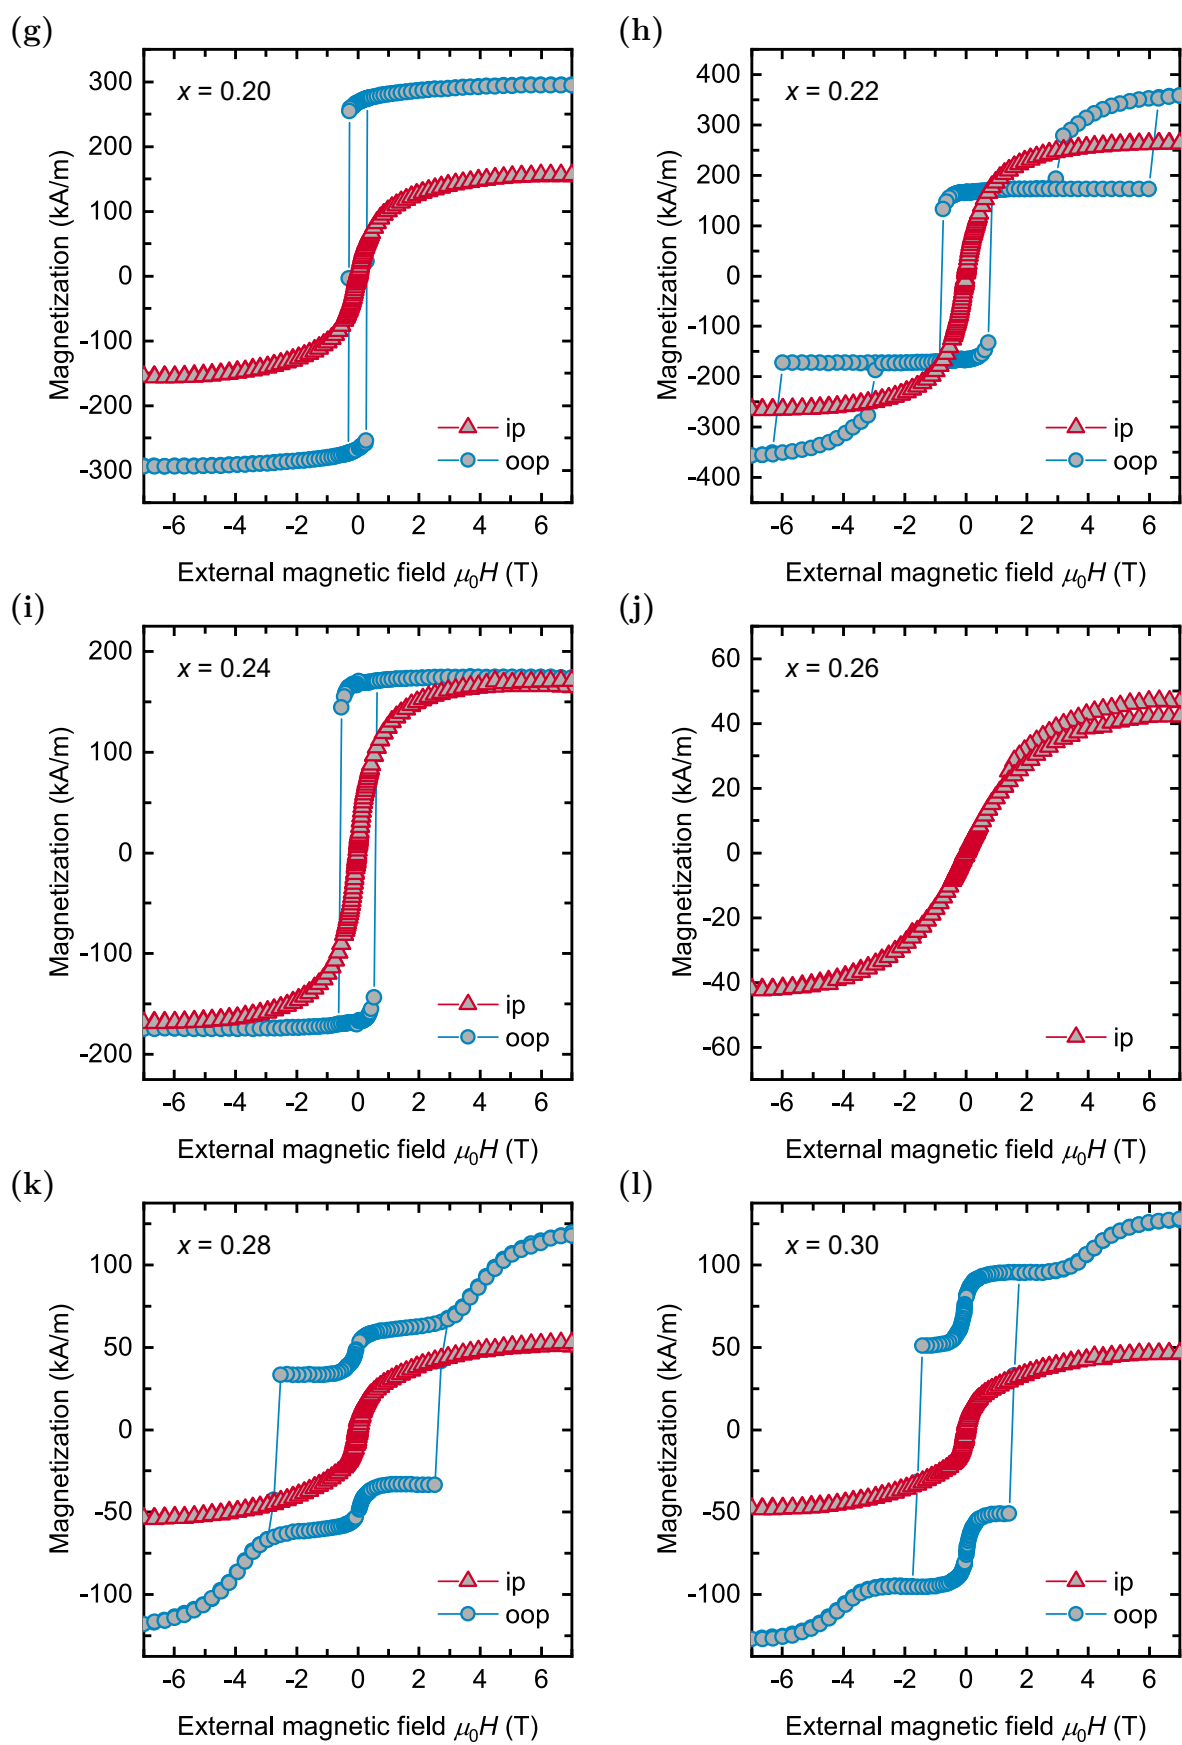 (g)
x = 0.20
Magnetization (kA/m)
300
200
100
0
-100
-200
-300
ip
oop
-6 -4 -2 0 2 4 6
External magnetic field μ₀H (T)
(h)
x = 0.22
Magnetization (kA/m)
400
300
200
100
0
-100
-200
-300
-400
ip
oop
-6 -4 -2 0 2 4 6
External magnetic field μ₀H (T)
(i)
x = 0.24
Magnetization (kA/m)
200
100
0
-100
-200
ip
oop
-6 -4 -2 0 2 4 6
External magnetic field μ₀H (T)
(j)
x = 0.26
Magnetization (kA/m)
60
40
20
0
-20
-40
-60
ip
-6 -4 -2 0 2 4 6
External magnetic field μ₀H (T)
(k)
x = 0.28
Magnetization (kA/m)
100
50
0
-50
-100
ip
oop
-6 -4 -2 0 2 4 6
External magnetic field μ₀H (T)
(l)
x = 0.30
Magnetization (kA/m)
100
50
0
-50
-100
ip
oop
-6 -4 -2 0 2 4 6
External magnetic field μ₀H (T)